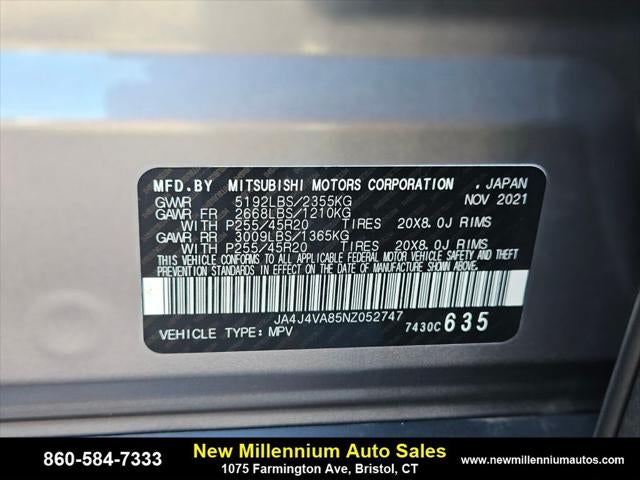 MFD.BY MITSUBISHI MOTORS CORPORATION . JAPAN
GVWR 5192LBS/2355KG NOV 2021
GAWR FR 2668LBS/1210KG
WITH P255/45R20 TIRES 20X8.0J RIMS
GAWR RR 3009LBS/1365KG
WITH P255/45R20 TIRES 20X8.0J RIMS
THIS VEHICLE CONFORMS TO ALL APPLICABLE FEDERAL MOTOR VEHICLE SAFETY AND THEFT
PREVENTION STANDARDS IN EFFECT ON THE DATE OF MANUFACTURE SHOWN ABOVE.
JA4J4VA85NZ052747
VEHICLE TYPE: MPV 7430C 635
860-584-7333 New Millennium Auto Sales www.newmillenniumautos.com
1075 Farmington Ave, Bristol, CT